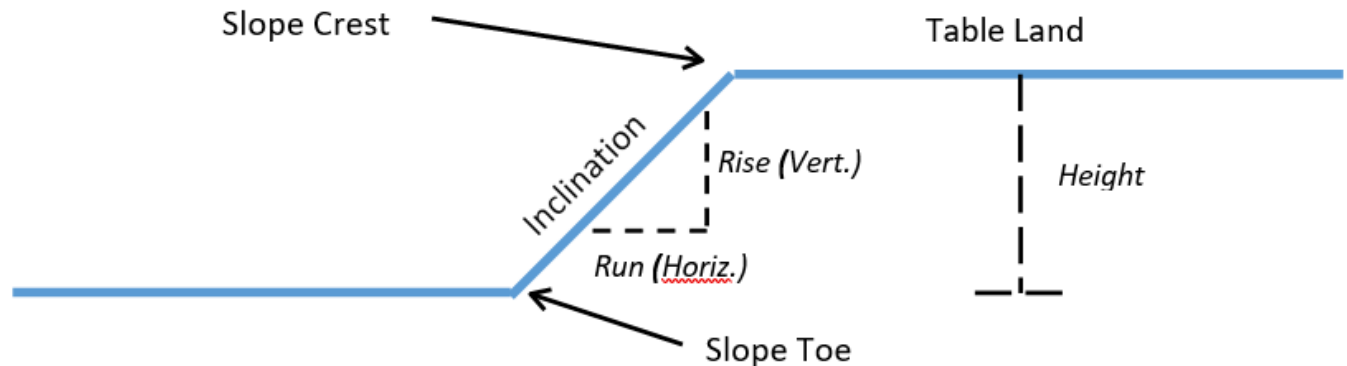 Slope Crest
Table Land
Inclination
Rise (Vert.)
Height
Run (Horiz.)
Slope Toe